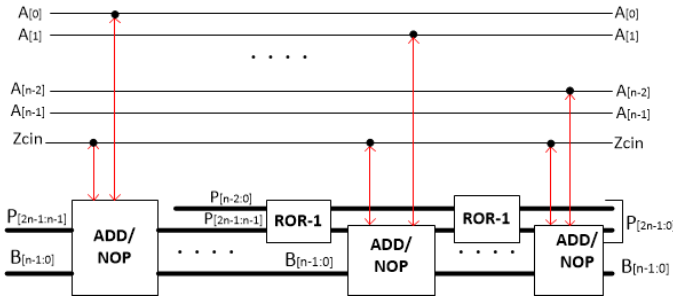 A[0] A[0]
A[1] A[1]
. . . .
A[n-2] A[n-2]
A[n-1] A[n-1]
Zcin Zcin
P[n-2:0]
P[2n-1:n-1] ADD/NOP P[2n-1:n-1] ROR-1 ADD/NOP ROR-1 ADD/NOP P[2n-1:0]
. . . . . . . .
B[n-1:0] B[n-1:0] B[n-1:0]